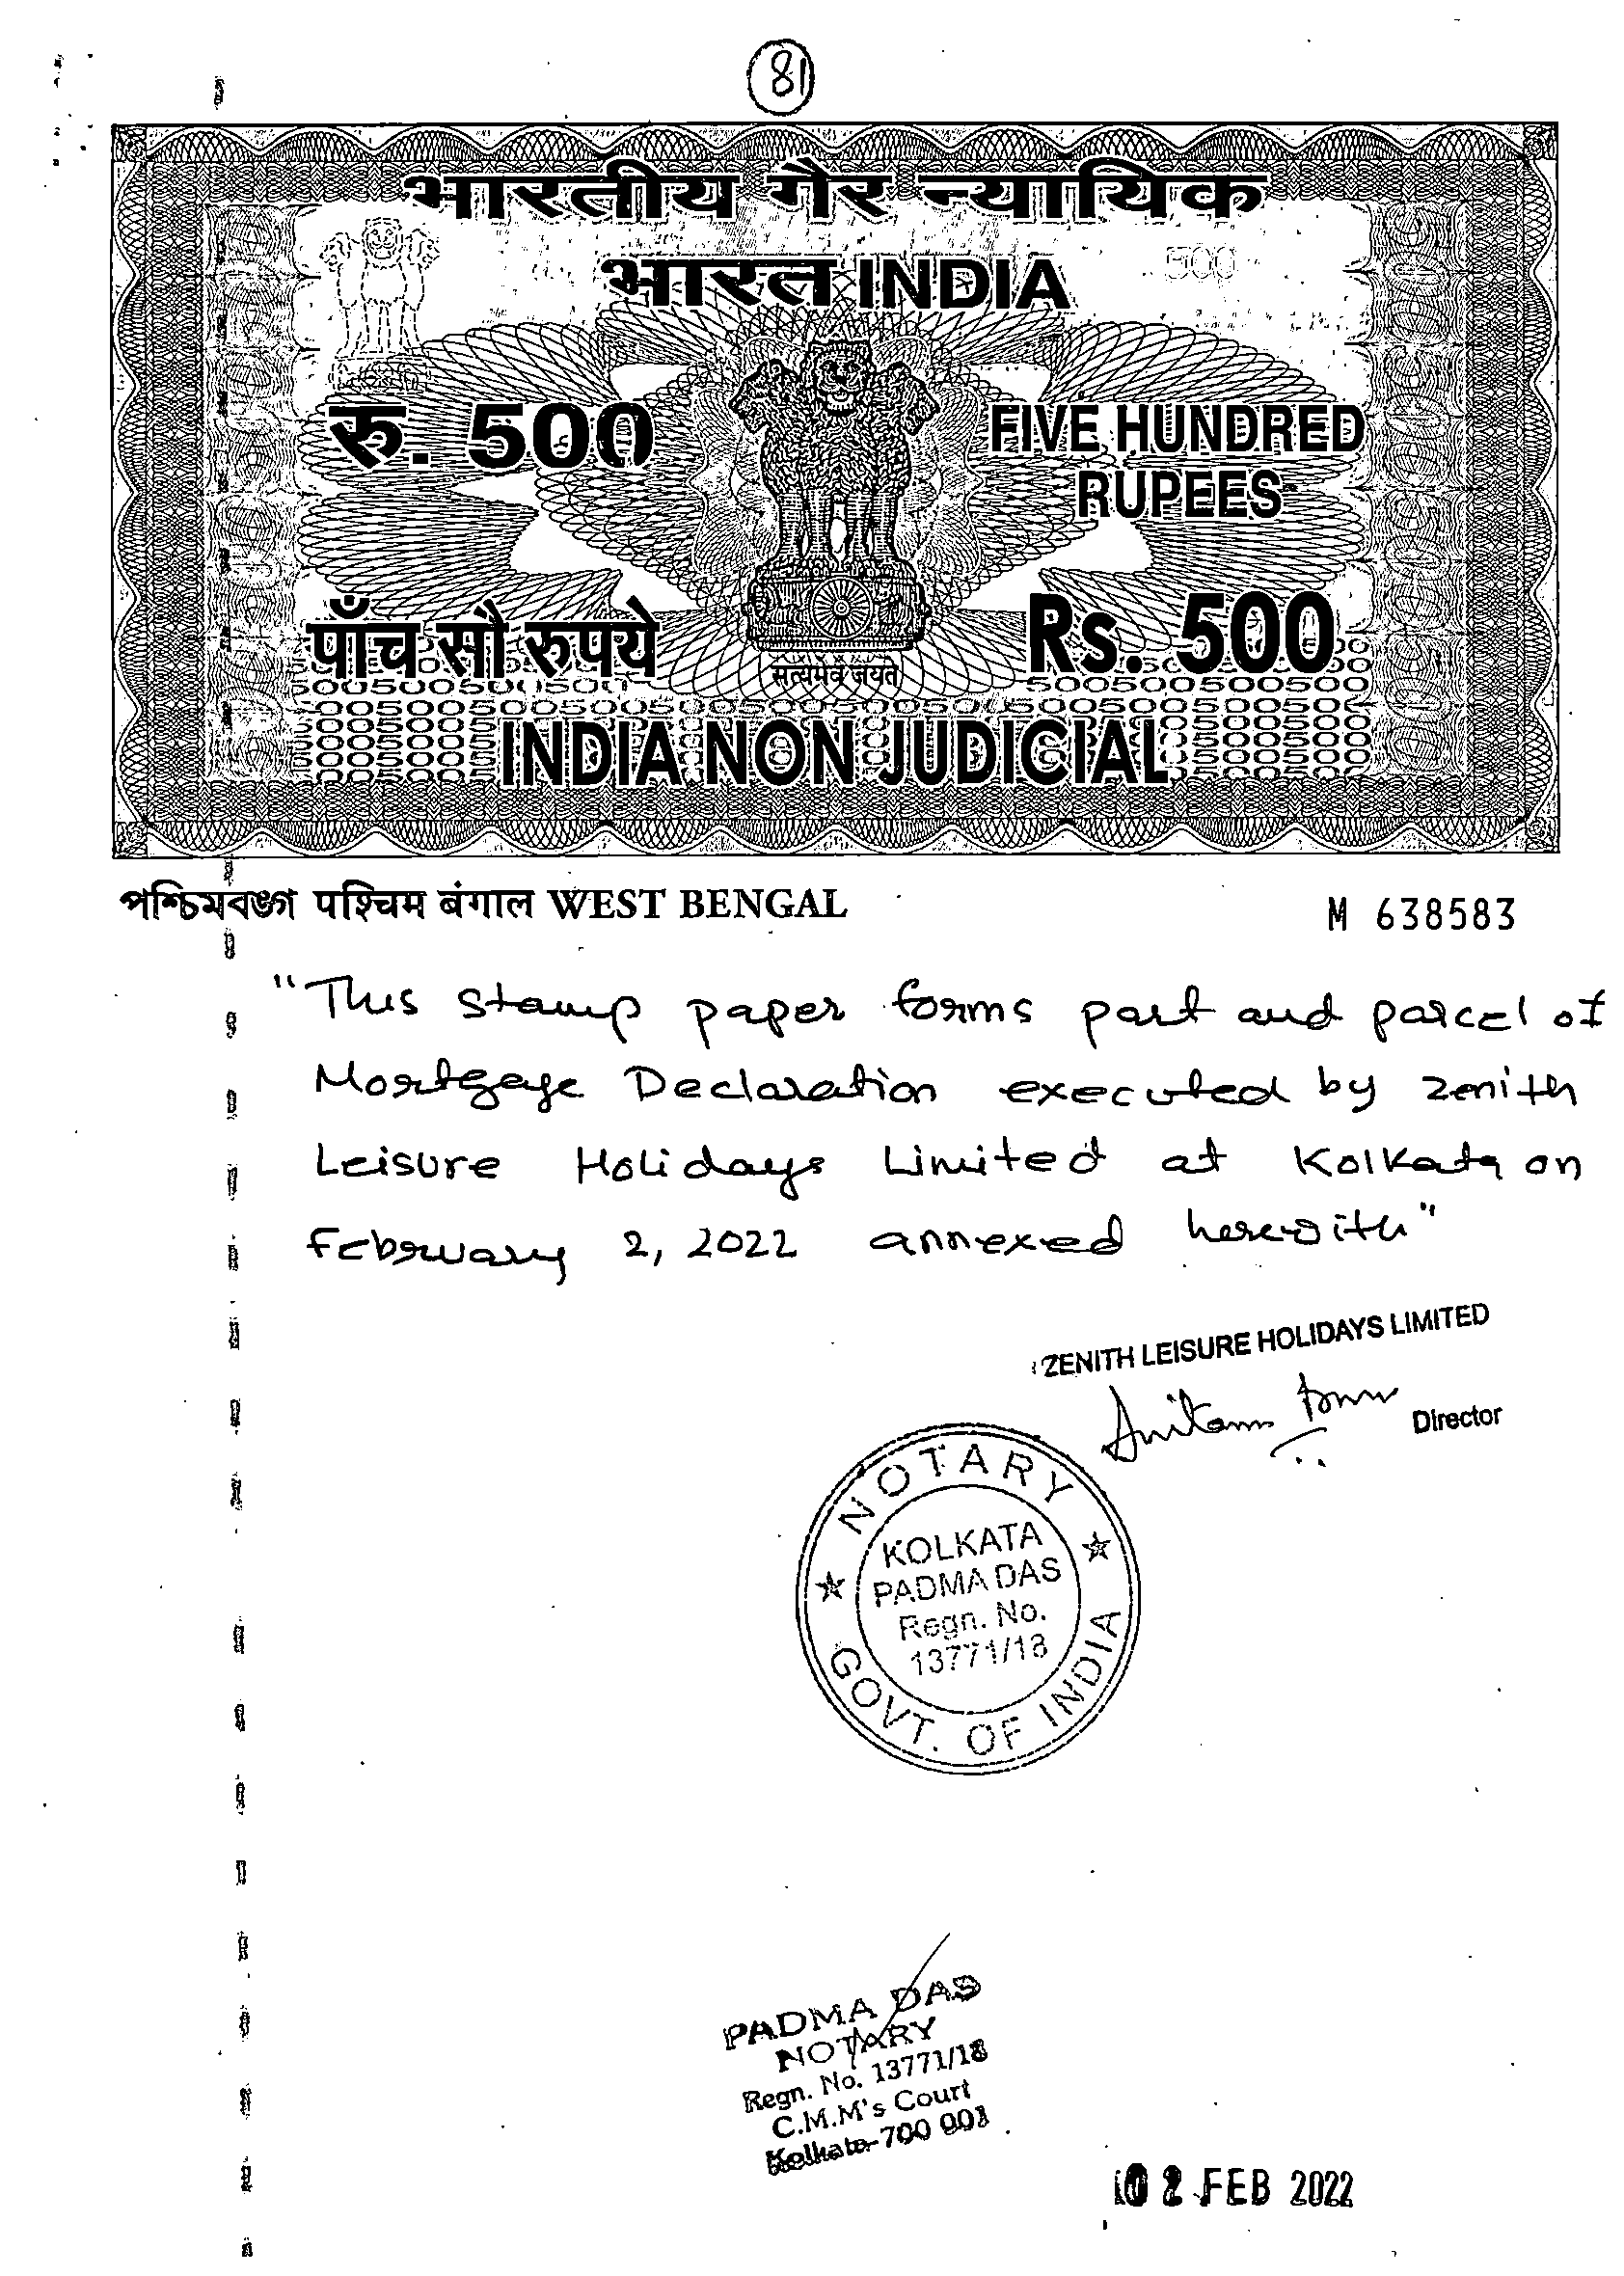 81
भारतीय गैर न्यायिक
भारत INDIA
500
रु. 500
FIVE HUNDRED
RUPEES
पाँच सौ रुपये
Rs. 500
सत्यमेव जयते
INDIA NON JUDICIAL
পশ্চিমবঙ্গ पश्चिम बंगाल WEST BENGAL
M 638583
"This stamp paper forms part and parcel of
Mortgage Declaration executed by Zenith
Leisure Holidays Limited at Kolkata on
February 2, 2022 annexed herewith"
ZENITH LEISURE HOLIDAYS LIMITED
Director
NOTARY
KOLKATA
PADMA DAS
Regn. No.
13771/18
GOVT. OF INDIA
PADMA DAS
NOTARY
Regn. No. 13771/18
C.M.M's Court
Kolkata-700 001
02 FEB 2022